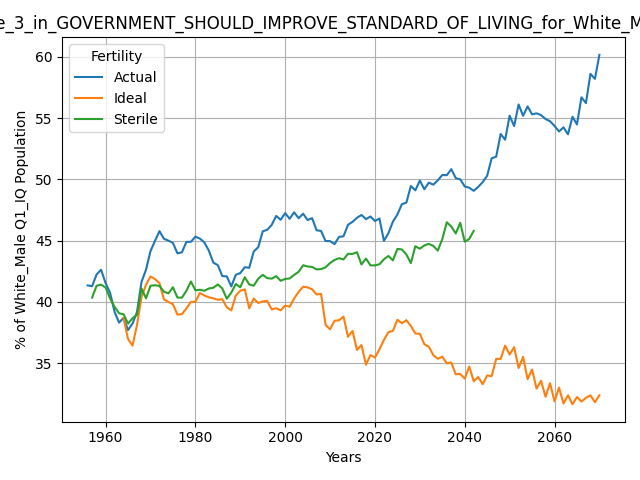 e_3_in_GOVERNMENT_SHOULD_IMPROVE_STANDARD_OF_LIVING_for_White_M
Fertility
Actual
Ideal
Sterile
% of White_Male Q1_IQ Population
60
55
50
45
40
35
1960
1980
2000
2020
2040
2060
Years